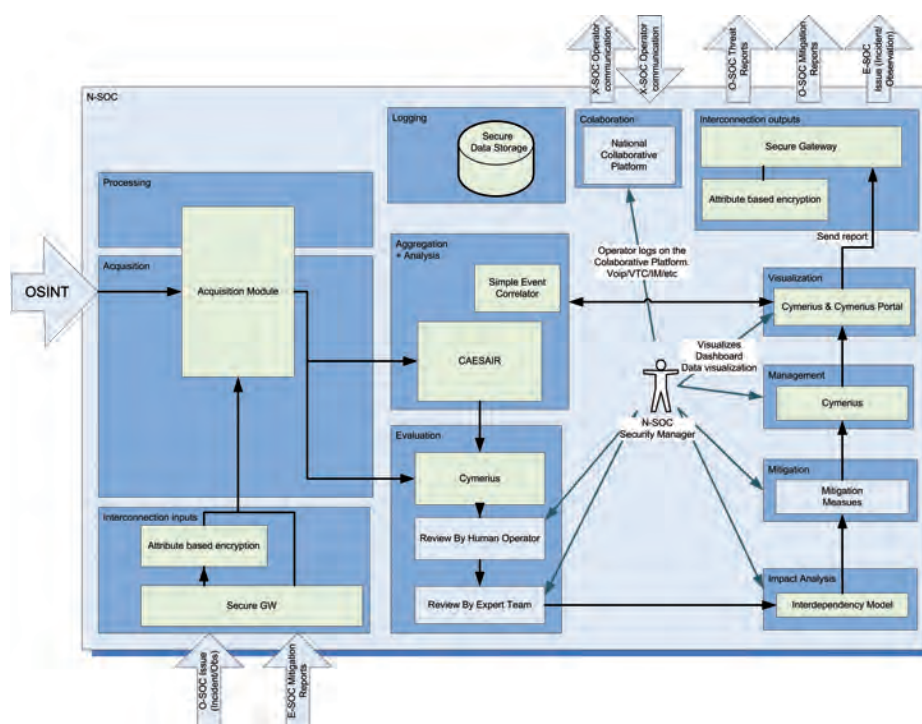 X-SOC Operator
communication
X-SOC Operator
communication
O-SOC Threat
Reports
O-SOC Mitigation
Reports
E-SOC
Issue (Incident/
Observation)
N-SOC
Logging
Secure
Data Storage
Colaboration
National
Collaborative
Platform
Interconnection outputs
Secure Gateway
Attribute based encryption
Send report
Processing
Acquisition
Acquisition Module
OSINT
Aggregation
+ Analysis
Simple Event
Correlator
CAESAIR
Operator logs on the
Colaborative Platform.
Voip/VTC/IM/etc
Visualization
Cymerius & Cymerius Portal
Visualizes
Dashboard
Data visualization
Management
Cymerius
N-SOC
Security Manager
Evaluation
Cymerius
Review By Human Operator
Review By Expert Team
Mitigation
Mitigation
Measues
Impact Analysis
Interdependency Model
Interconnection inputs
Attribute based encryption
Secure GW
O-SOC Issue
(Incident/Obs)
E-SOC Mitigation
Reports